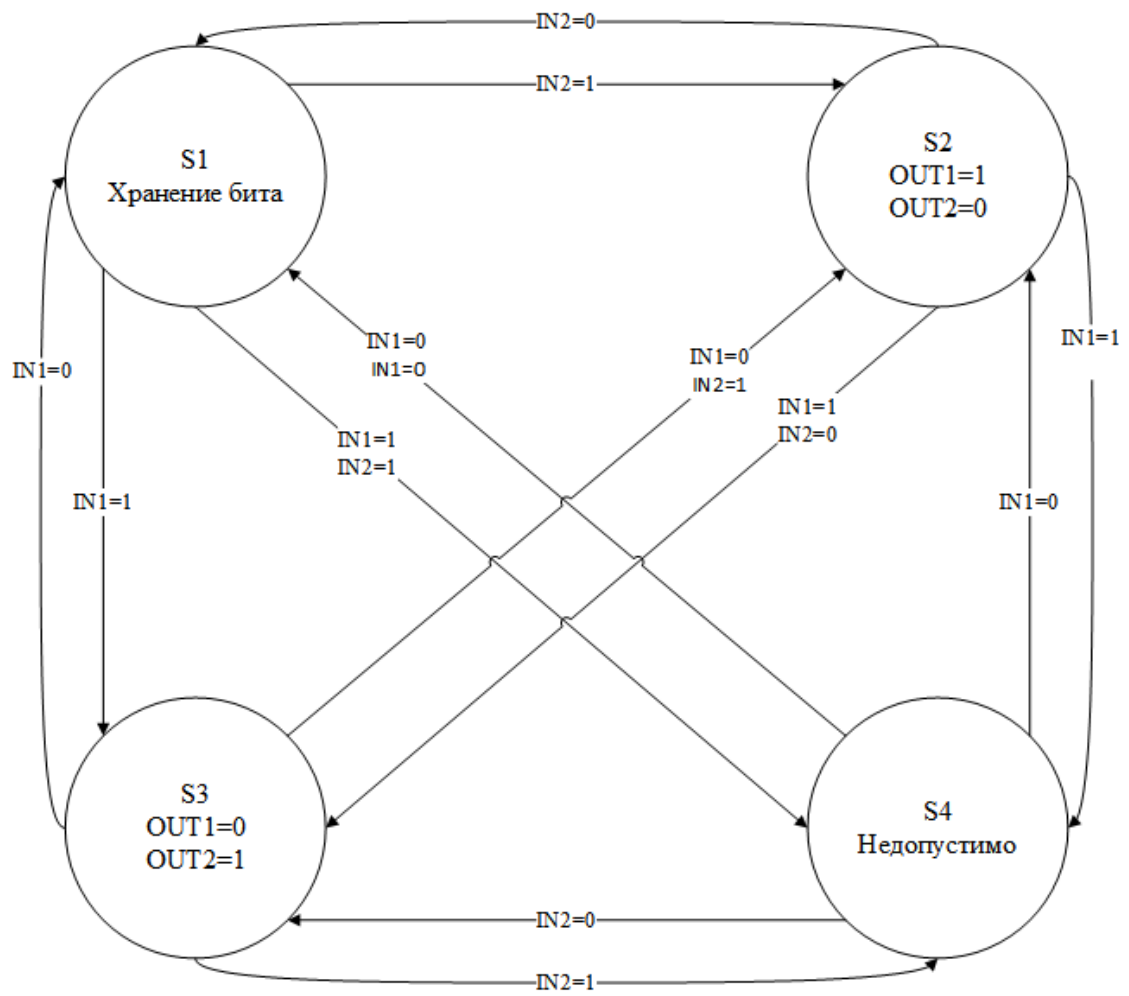 IN2=0
IN2=1
S1
Хранение бита
S2
OUT1=1
OUT2=0
IN1=0
IN1=0
IN1=0
IN1=0
IN2=1
IN1=1
IN1=1
IN2=0
IN1=1
IN2=1
IN1=1
IN1=0
S3
OUT1=0
OUT2=1
S4
Недопустимо
IN2=0
IN2=1